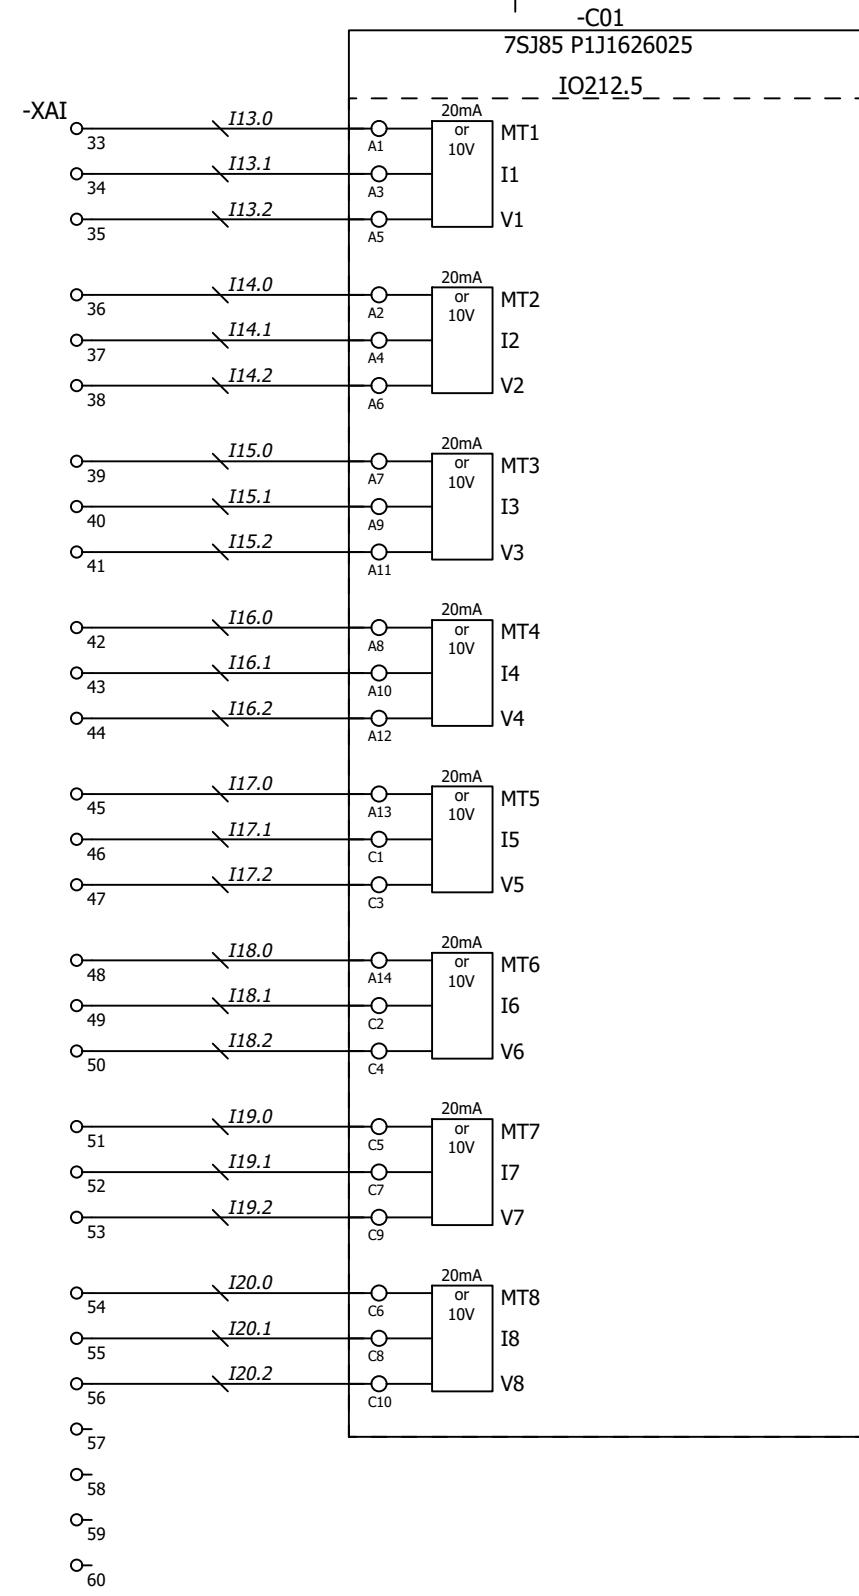 -C01
7SJ85 P1J1626025
IO212.5
-XAI
33 I13.0 A1 20mA or 10V MT1
34 I13.1 A3 I1
35 I13.2 A5 V1
36 I14.0 A2 20mA or 10V MT2
37 I14.1 A4 I2
38 I14.2 A6 V2
39 I15.0 A7 20mA or 10V MT3
40 I15.1 A9 I3
41 I15.2 A11 V3
42 I16.0 A8 20mA or 10V MT4
43 I16.1 A10 I4
44 I16.2 A12 V4
45 I17.0 A13 20mA or 10V MT5
46 I17.1 C1 I5
47 I17.2 C3 V5
48 I18.0 A14 20mA or 10V MT6
49 I18.1 C2 I6
50 I18.2 C4 V6
51 I19.0 C5 20mA or 10V MT7
52 I19.1 C7 I7
53 I19.2 C9 V7
54 I20.0 C6 20mA or 10V MT8
55 I20.1 C8 I8
56 I20.2 C10 V8
57
58
59
60